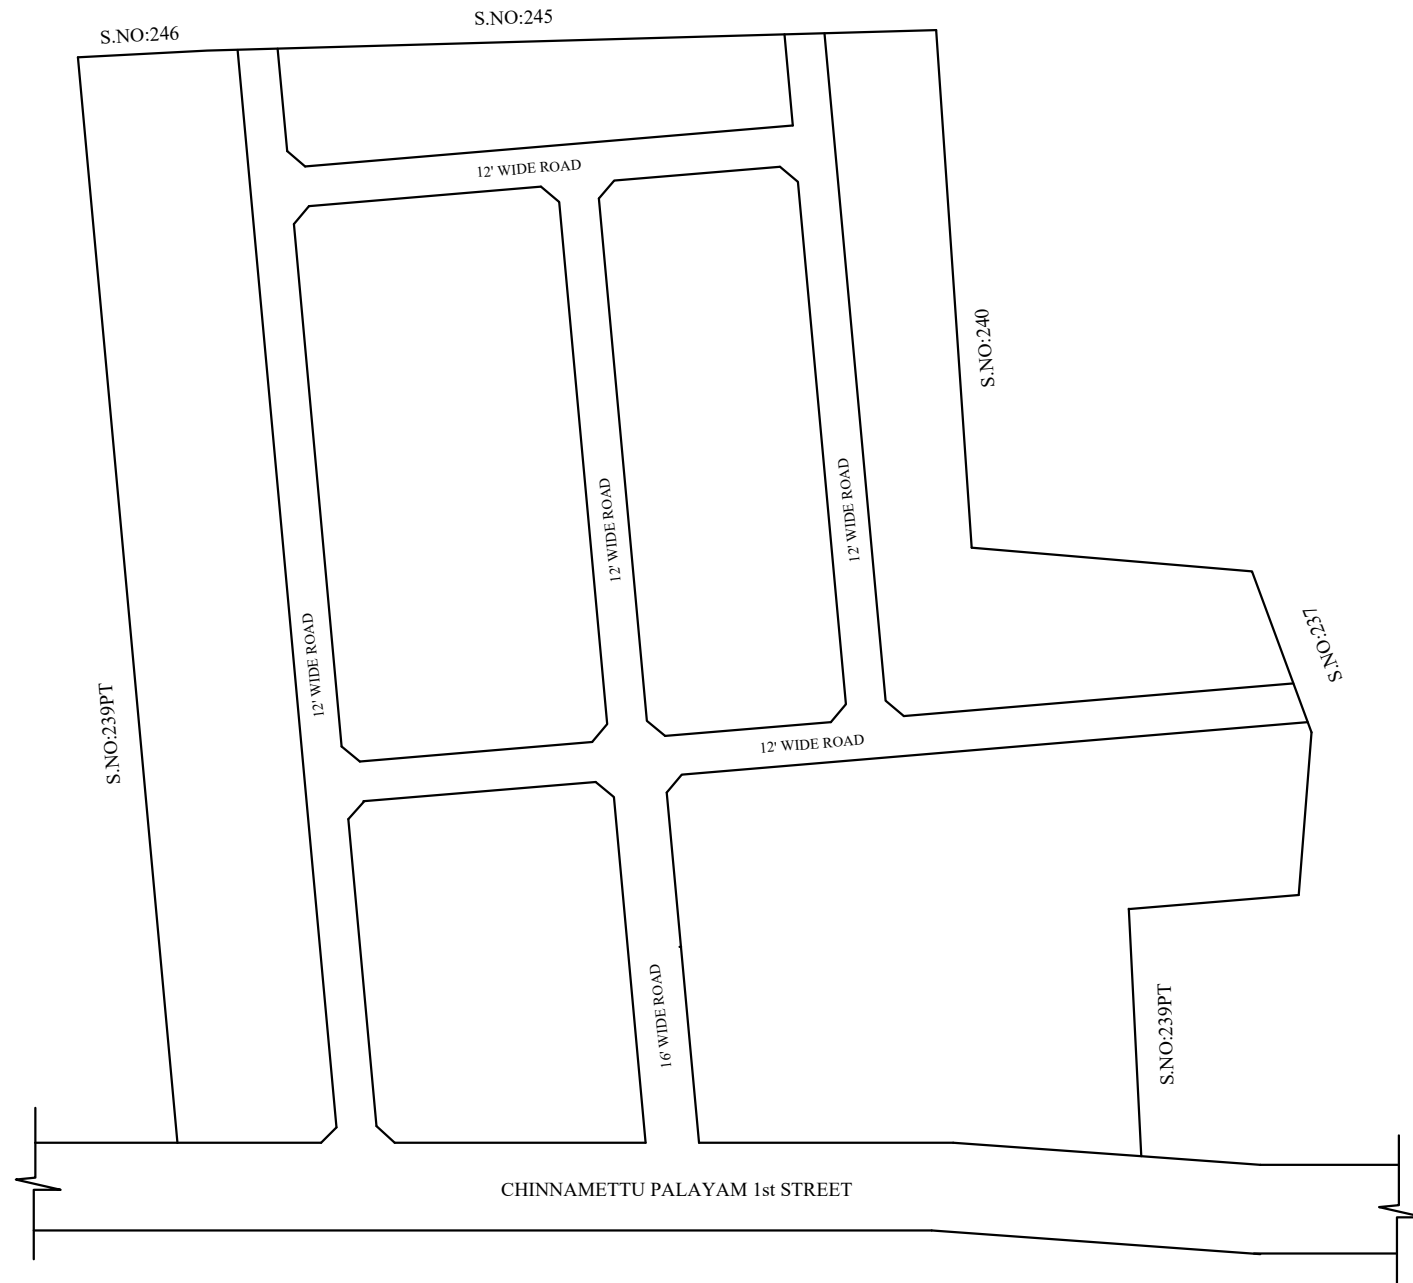 S.NO:246
S.NO:245
12' WIDE ROAD
S.NO:240
12' WIDE ROAD
12' WIDE ROAD
12' WIDE ROAD
S.NO:237
S.NO:239PT
12' WIDE ROAD
16' WIDE ROAD
S.NO:239PT
CHINNAMETTU PALAYAM 1st STREET